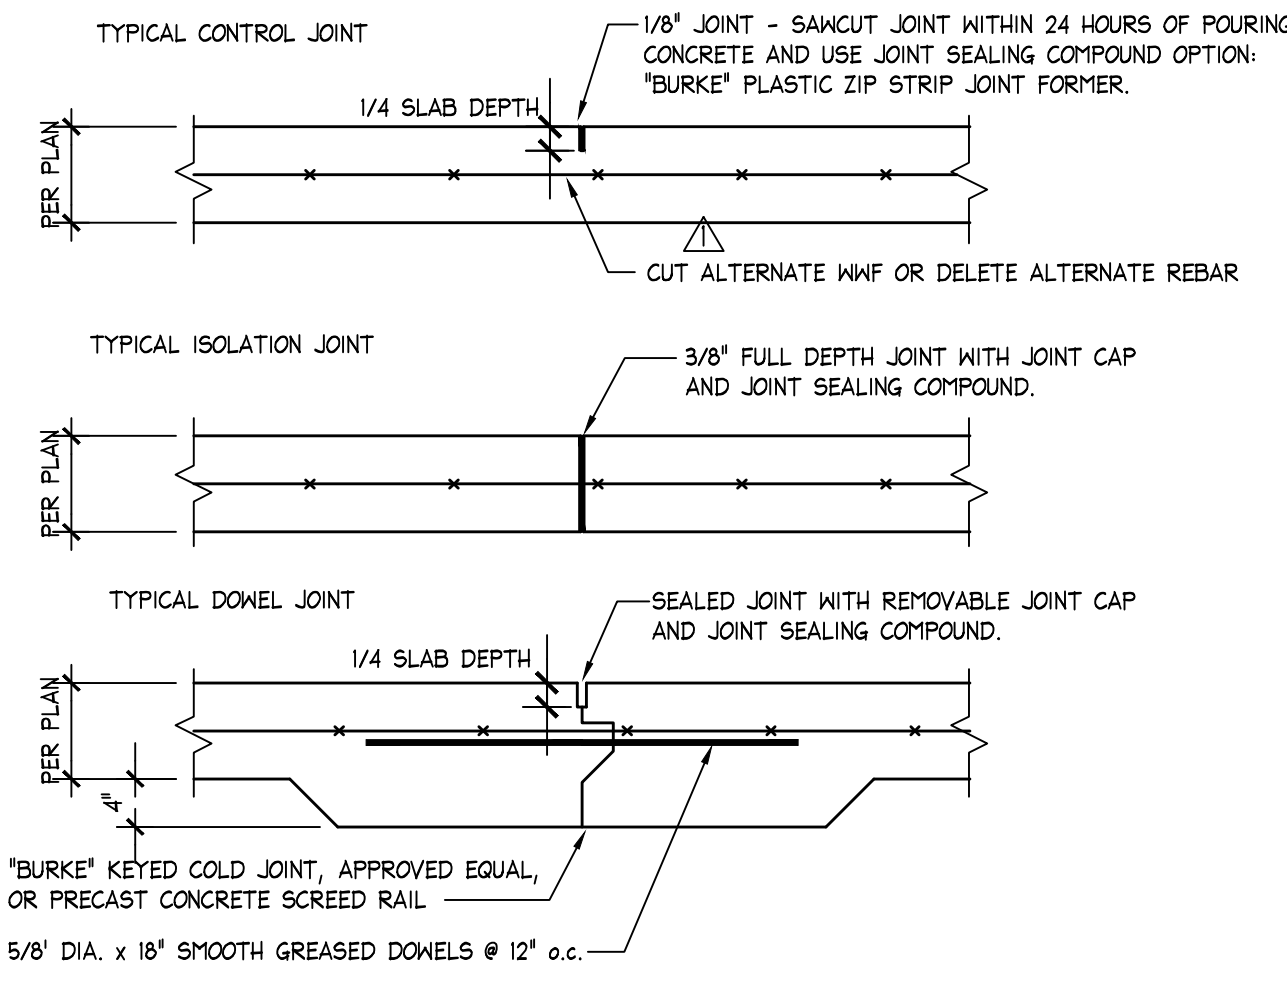 TYPICAL CONTROL JOINT
1/8" JOINT - SAWCUT JOINT WITHIN 24 HOURS OF POURING
CONCRETE AND USE JOINT SEALING COMPOUND OPTION:
"BURKE" PLASTIC ZIP STRIP JOINT FORMER.
1/4 SLAB DEPTH
PER PLAN
1
CUT ALTERNATE WWF OR DELETE ALTERNATE REBAR
TYPICAL ISOLATION JOINT
3/8" FULL DEPTH JOINT WITH JOINT CAP
AND JOINT SEALING COMPOUND.
PER PLAN
TYPICAL DOWEL JOINT
SEALED JOINT WITH REMOVABLE JOINT CAP
AND JOINT SEALING COMPOUND.
1/4 SLAB DEPTH
PER PLAN
4"
"BURKE" KEYED COLD JOINT, APPROVED EQUAL,
OR PRECAST CONCRETE SCREED RAIL
5/8' DIA. x 18" SMOOTH GREASED DOWELS @ 12" o.c.